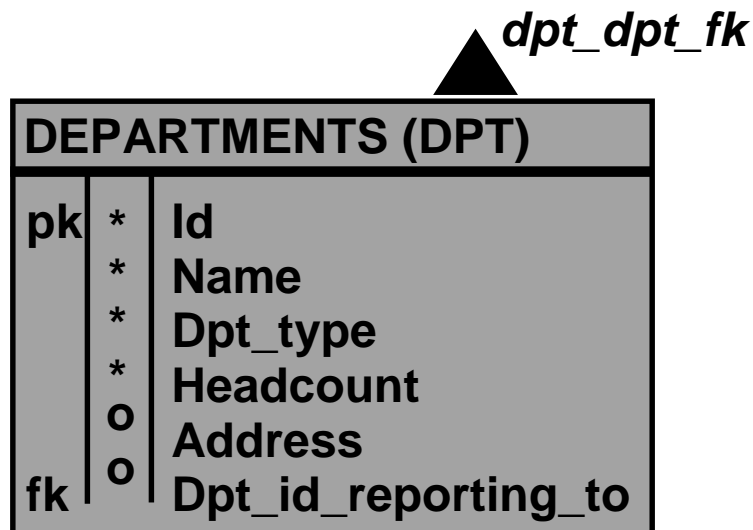 dpt_dpt_fk
DEPARTMENTS (DPT)
pk * Id
* Name
* Dpt_type
* Headcount
o Address
fk o Dpt_id_reporting_to